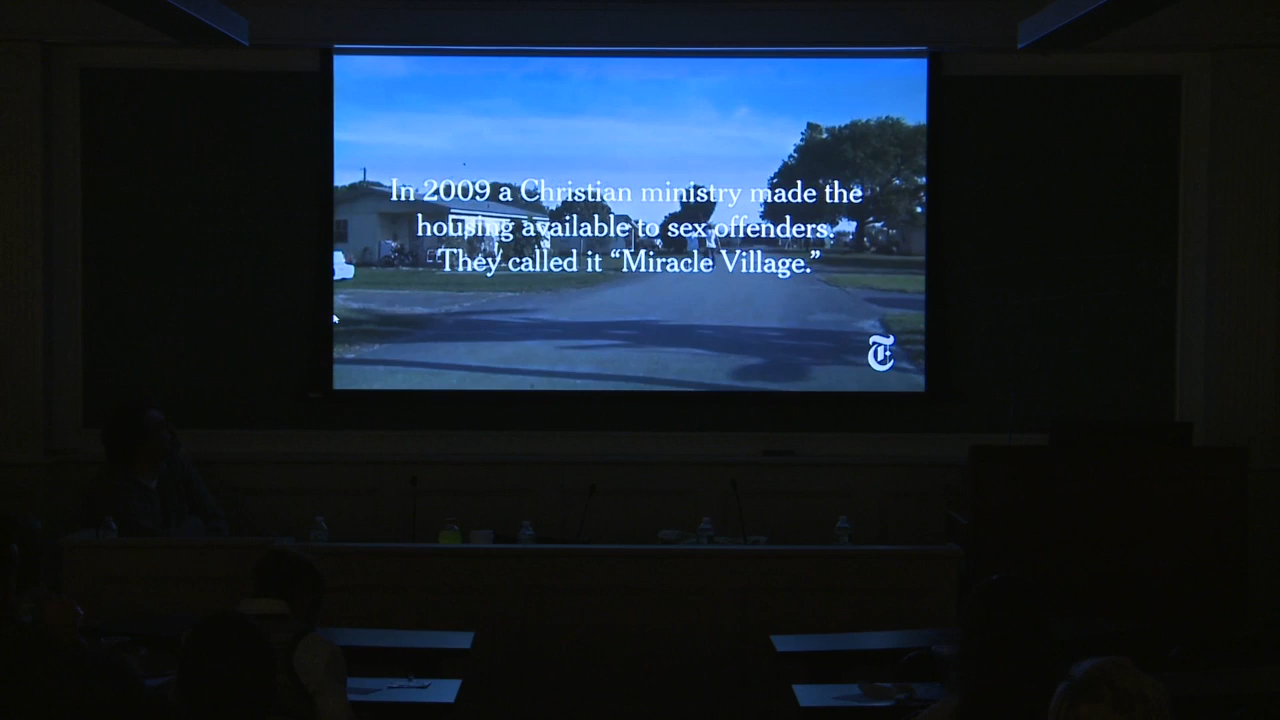 In 2009 a Christian ministry made the
housing available to sex offenders.
They called it “Miracle Village.”
T